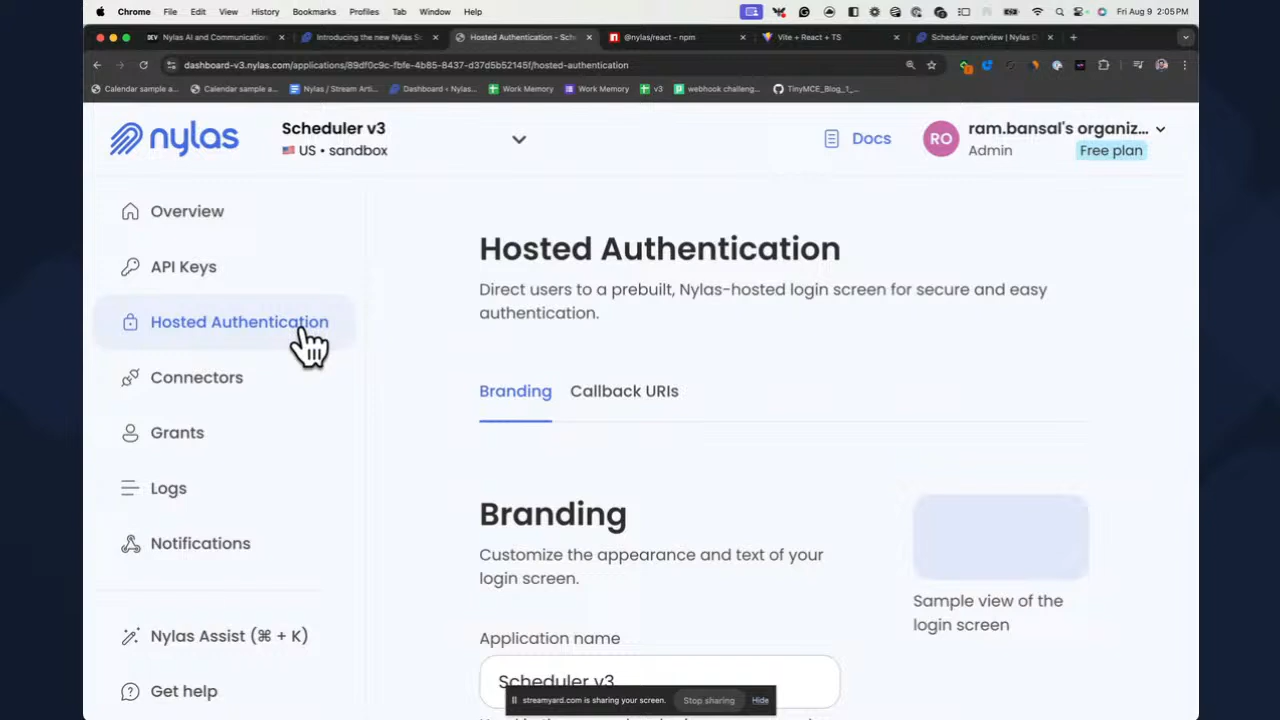 Chrome File Edit View History Bookmarks Profiles Tab Window Help Fri Aug 9 2:05 PM
DEV Nylas AI and Communication Introducing the new Nylas Sc Hosted Authentication - Sch @nylas/react - npm Vite + React + TS Scheduler overview | Nylas D
dashboard-v3.nylas.com/applications/89df0c9c-fbfe-4b85-8437-d37d5b52145f/hosted-authentication
Calendar sample a... Calendar sample a... Nylas / Stream Arti... Dashboard < Nylas... Work Memory Work Memory v3 webhook challeng... TinyMCE_Blog_1_...
nylas
Scheduler v3
US • sandbox
Docs
RO
ram.bansal's organiz...
Admin
Free plan
Overview
API Keys
Hosted Authentication
Connectors
Grants
Logs
Notifications
Nylas Assist (⌘ + K)
Get help
Hosted Authentication
Direct users to a prebuilt, Nylas-hosted login screen for secure and easy
authentication.
Branding Callback URIs
Branding
Customize the appearance and text of your
login screen.
Sample view of the
login screen
Application name
Scheduler v3
streamyard.com is sharing your screen. Stop sharing Hide